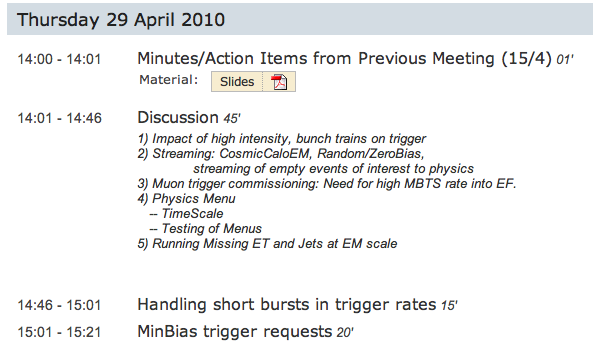 Thursday 29 April 2010
14:00 - 14:01 Minutes/Action Items from Previous Meeting (15/4) 01'
Material: Slides
14:01 - 14:46 Discussion 45'
1) Impact of high intensity, bunch trains on trigger
2) Streaming: CosmicCaloEM, Random/ZeroBias,
streaming of empty events of interest to physics
3) Muon trigger commissioning: Need for high MBTS rate into EF.
4) Physics Menu
-- TimeScale
-- Testing of Menus
5) Running Missing ET and Jets at EM scale
14:46 - 15:01 Handling short bursts in trigger rates 15'
15:01 - 15:21 MinBias trigger requests 20'